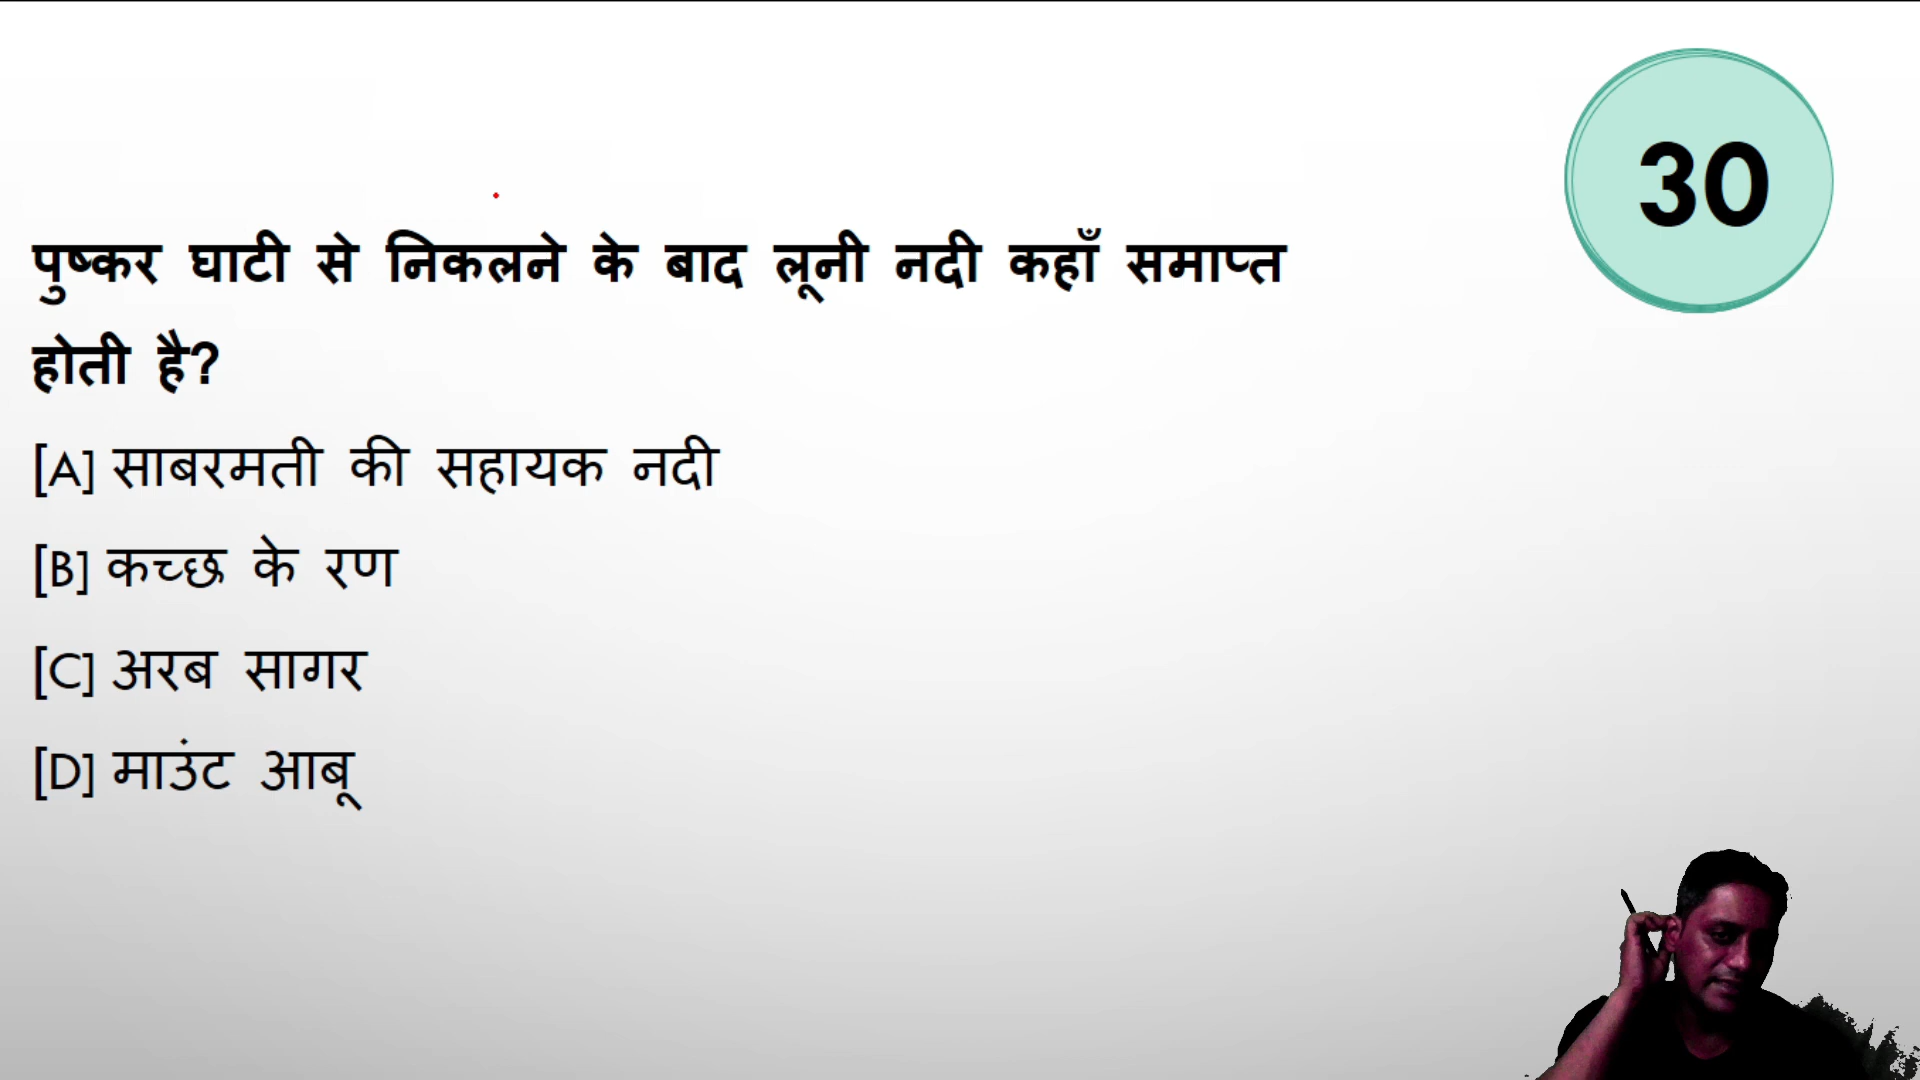 30
पुष्कर घाटी से निकलने के बाद लूनी नदी कहाँ समाप्त
होती है?
[A] साबरमती की सहायक नदी
[B] कच्छ के रण
[C] अरब सागर
[D] माउंट आबू